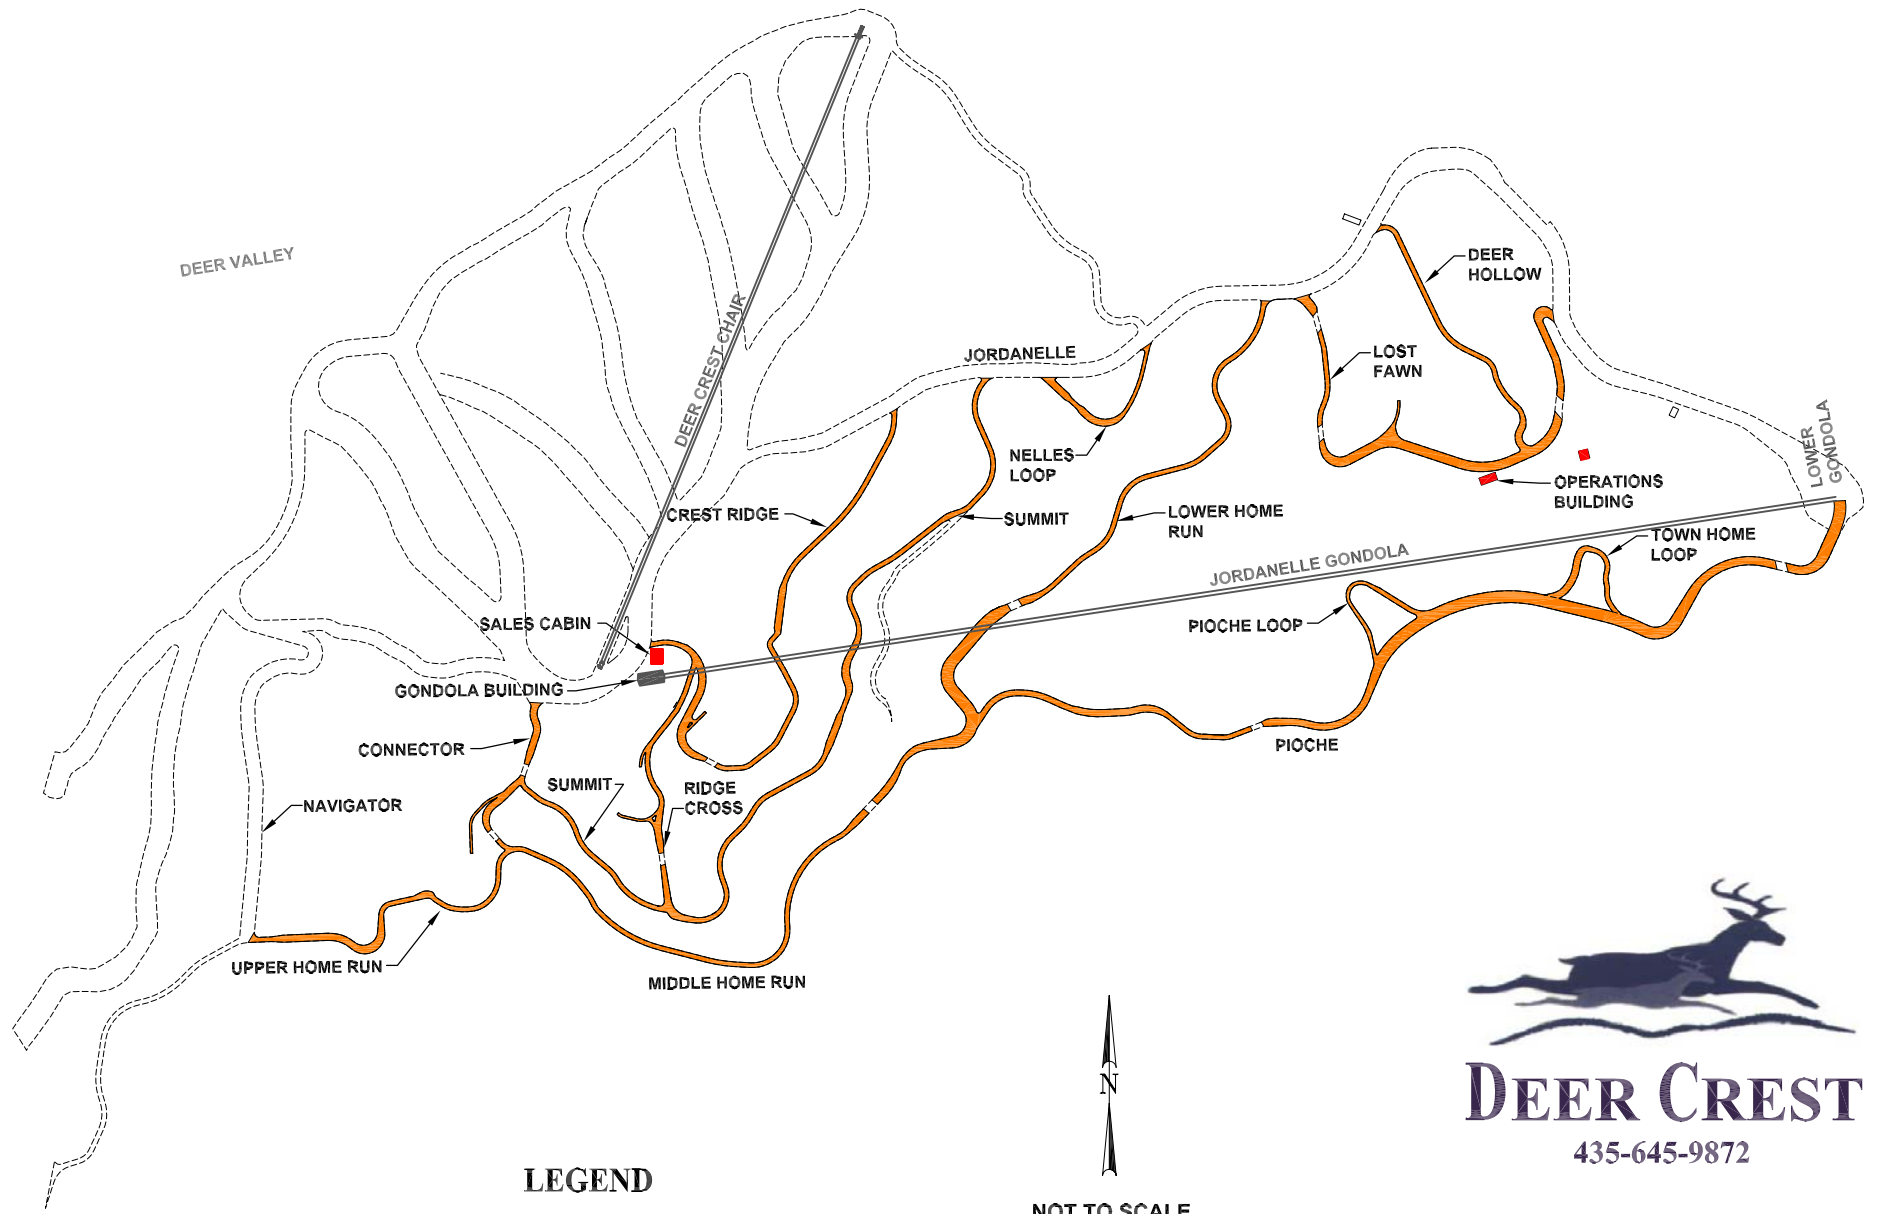 DEER VALLEY
DEER CREST CHAIR
DEER
HOLLOW
JORDANELLE
LOST
FAWN
LOWER
GONDOLA
NELLES
LOOP
OPERATIONS
BUILDING
CREST RIDGE
SUMMIT
LOWER HOME
RUN
TOWN HOME
LOOP
JORDANELLE GONDOLA
SALES CABIN
PIOCHE LOOP
GONDOLA BUILDING
CONNECTOR
PIOCHE
SUMMIT
RIDGE
CROSS
NAVIGATOR
UPPER HOME RUN
MIDDLE HOME RUN
N
DEER CREST
435-645-9872
LEGEND
NOT TO SCALE